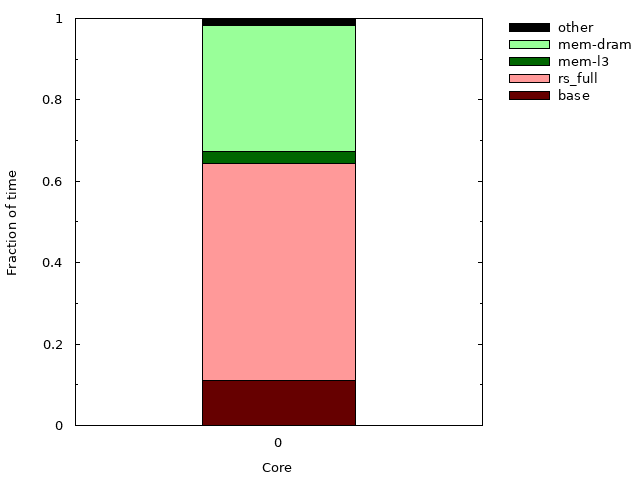 1
0.8
0.6
0.4
0.2
0
Fraction of time
0
Core
other
mem-dram
mem-l3
rs_full
base